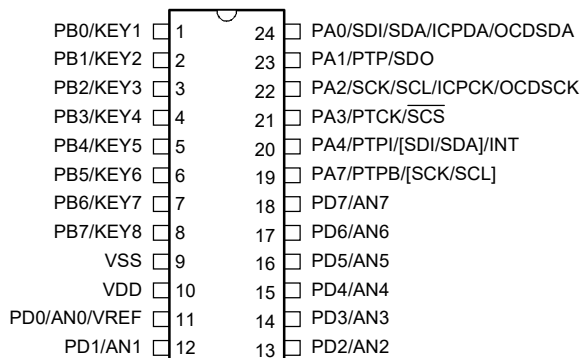 PB0/KEY1 1 24 PA0/SDI/SDA/ICPDA/OCDSDA
PB1/KEY2 2 23 PA1/PTP/SDO
PB2/KEY3 3 22 PA2/SCK/SCL/ICPCK/OCDSCK
PB3/KEY4 4 21 PA3/PTCK/SCS
PB4/KEY5 5 20 PA4/PTPI/[SDI/SDA]/INT
PB5/KEY6 6 19 PA7/PTPB/[SCK/SCL]
PB6/KEY7 7 18 PD7/AN7
PB7/KEY8 8 17 PD6/AN6
VSS 9 16 PD5/AN5
VDD 10 15 PD4/AN4
PD0/AN0/VREF 11 14 PD3/AN3
PD1/AN1 12 13 PD2/AN2